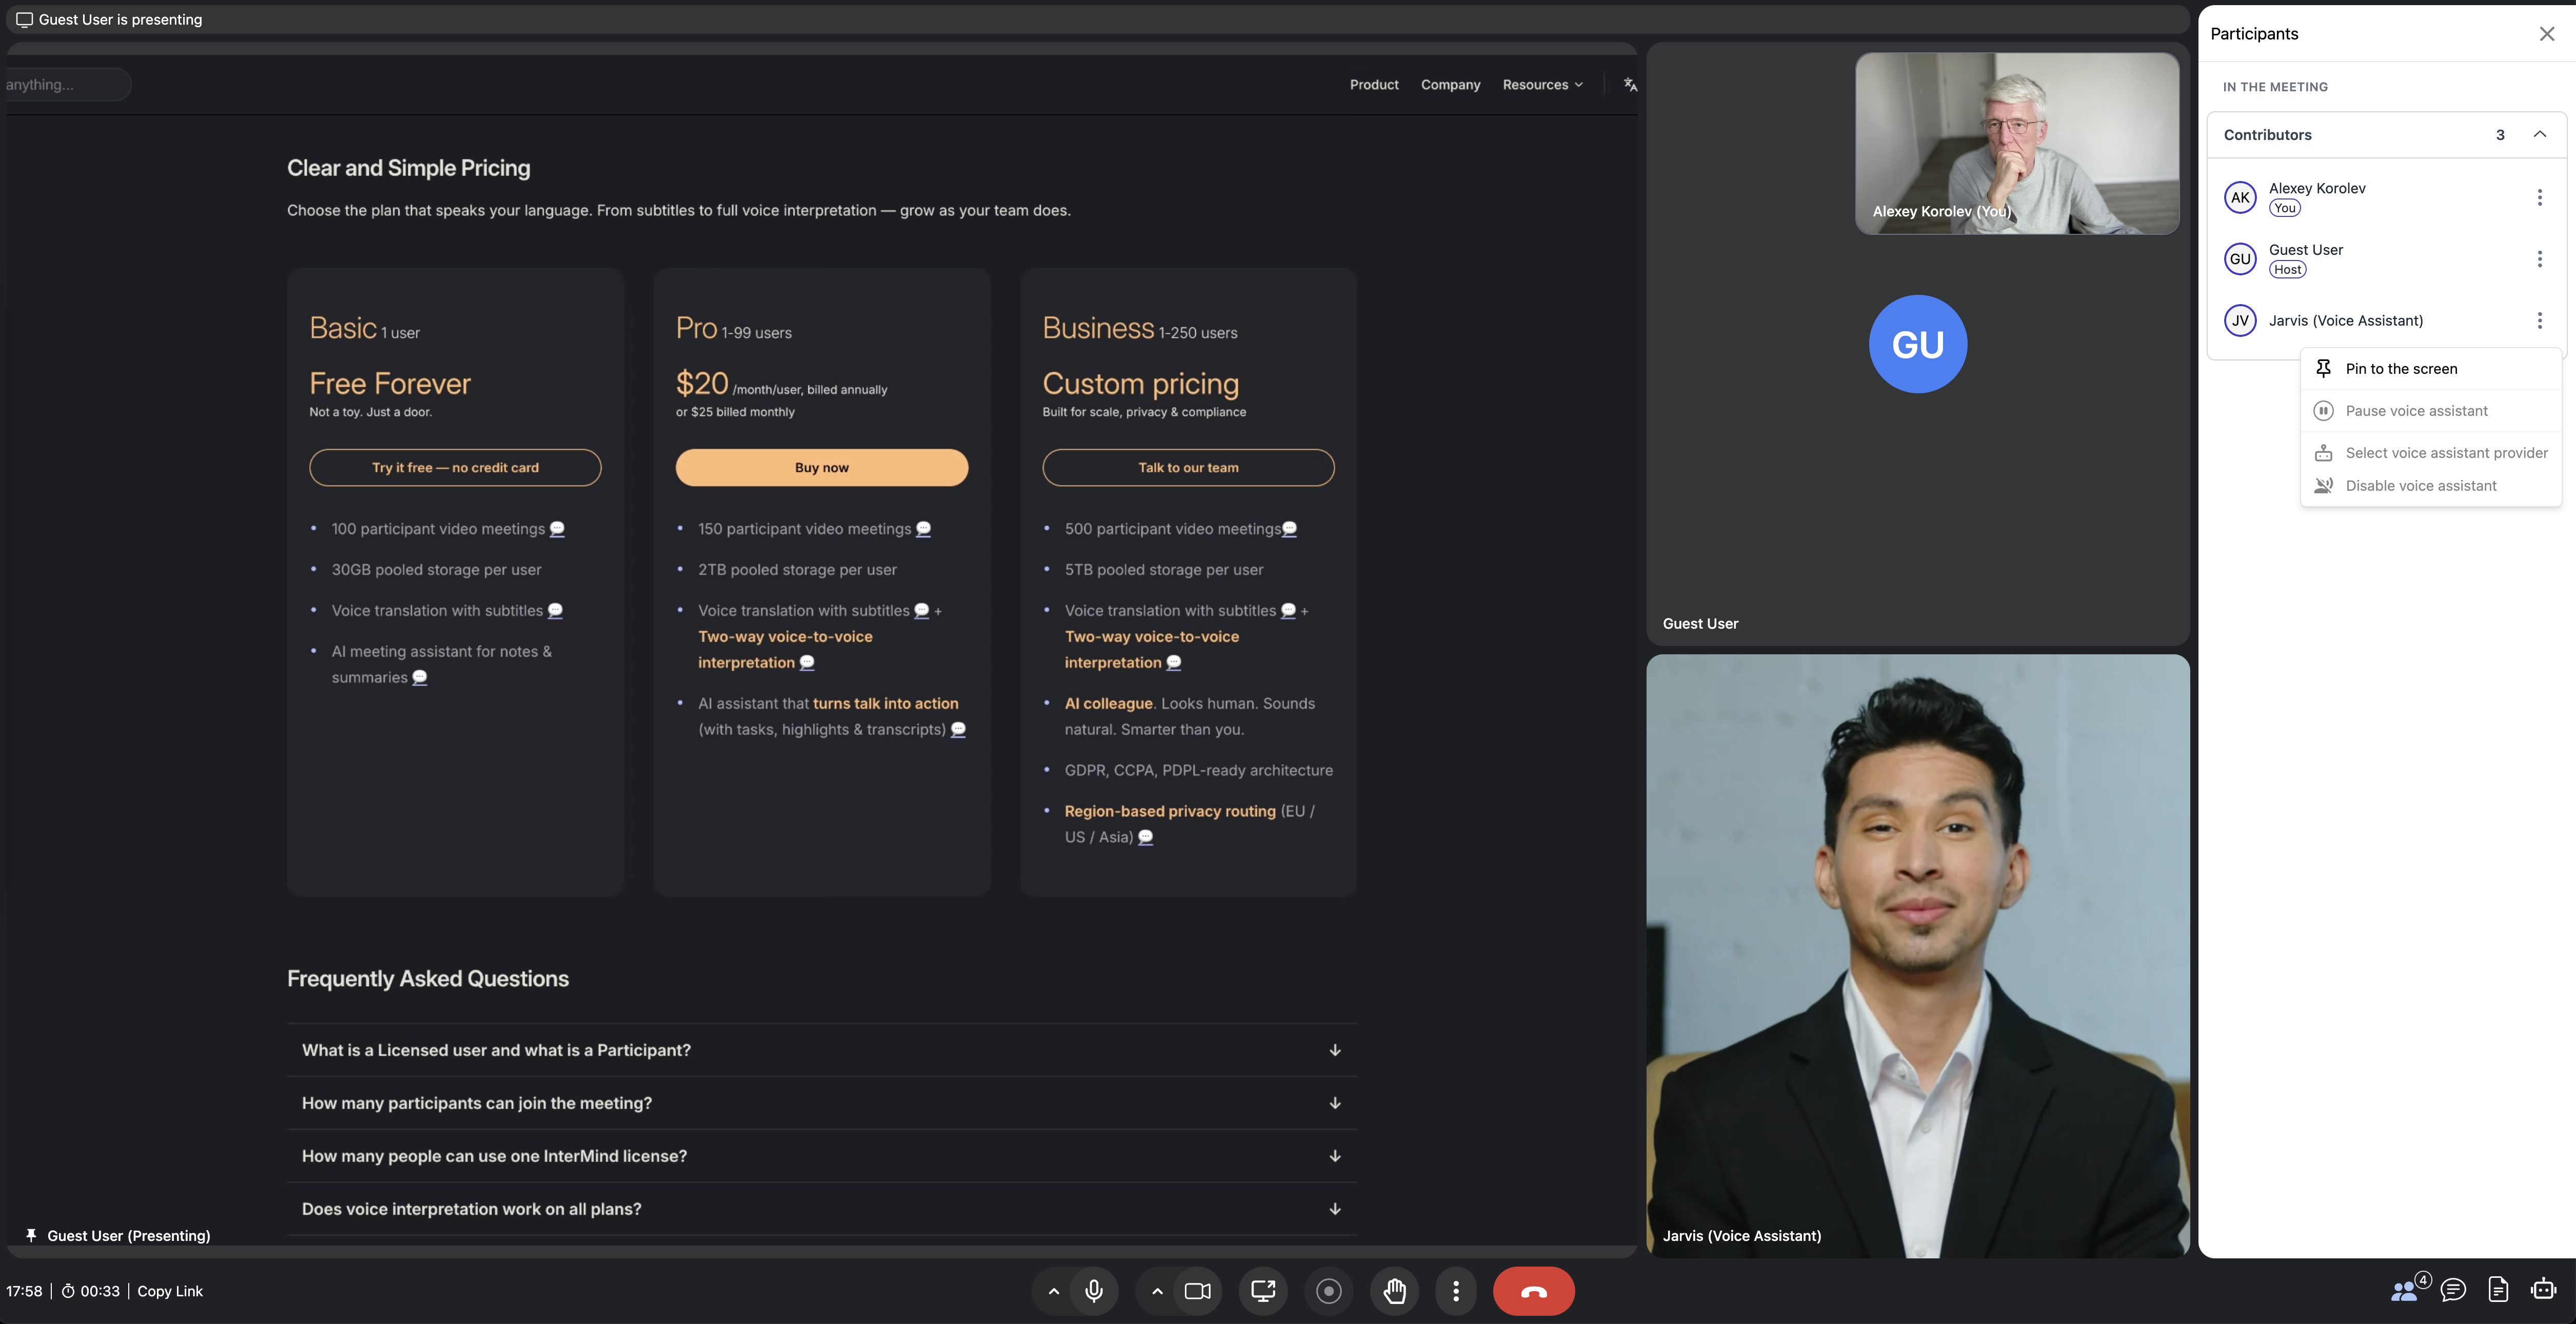 Guest User is presenting
anything...
Product
Company
Resources
Clear and Simple Pricing
Choose the plan that speaks your language. From subtitles to full voice interpretation — grow as your team does.
Basic 1 user
Free Forever
Not a toy. Just a door.
Try it free — no credit card
• 100 participant video meetings
• 30GB pooled storage per user
• Voice translation with subtitles
• AI meeting assistant for notes &
summaries
Pro 1-99 users
$20 /month/user, billed annually
or $25 billed monthly
Buy now
• 150 participant video meetings
• 2TB pooled storage per user
• Voice translation with subtitles +
Two-way voice-to-voice
interpretation
• AI assistant that turns talk into action
(with tasks, highlights & transcripts)
Business 1-250 users
Custom pricing
Built for scale, privacy & compliance
Talk to our team
• 500 participant video meetings
• 5TB pooled storage per user
• Voice translation with subtitles +
Two-way voice-to-voice
interpretation
• AI colleague. Looks human. Sounds
natural. Smarter than you.
• GDPR, CCPA, PDPL-ready architecture
• Region-based privacy routing (EU /
US / Asia)
Frequently Asked Questions
What is a Licensed user and what is a Participant?
How many participants can join the meeting?
How many people can use one InterMind license?
Does voice interpretation work on all plans?
Guest User (Presenting)
Alexey Korolev (You)
GU
Guest User
Jarvis (Voice Assistant)
Participants
IN THE MEETING
Contributors 3
AK
Alexey Korolev
You
GU
Guest User
Host
JV
Jarvis (Voice Assistant)
Pin to the screen
Pause voice assistant
Select voice assistant provider
Disable voice assistant
17:58 | 00:33 | Copy Link
4